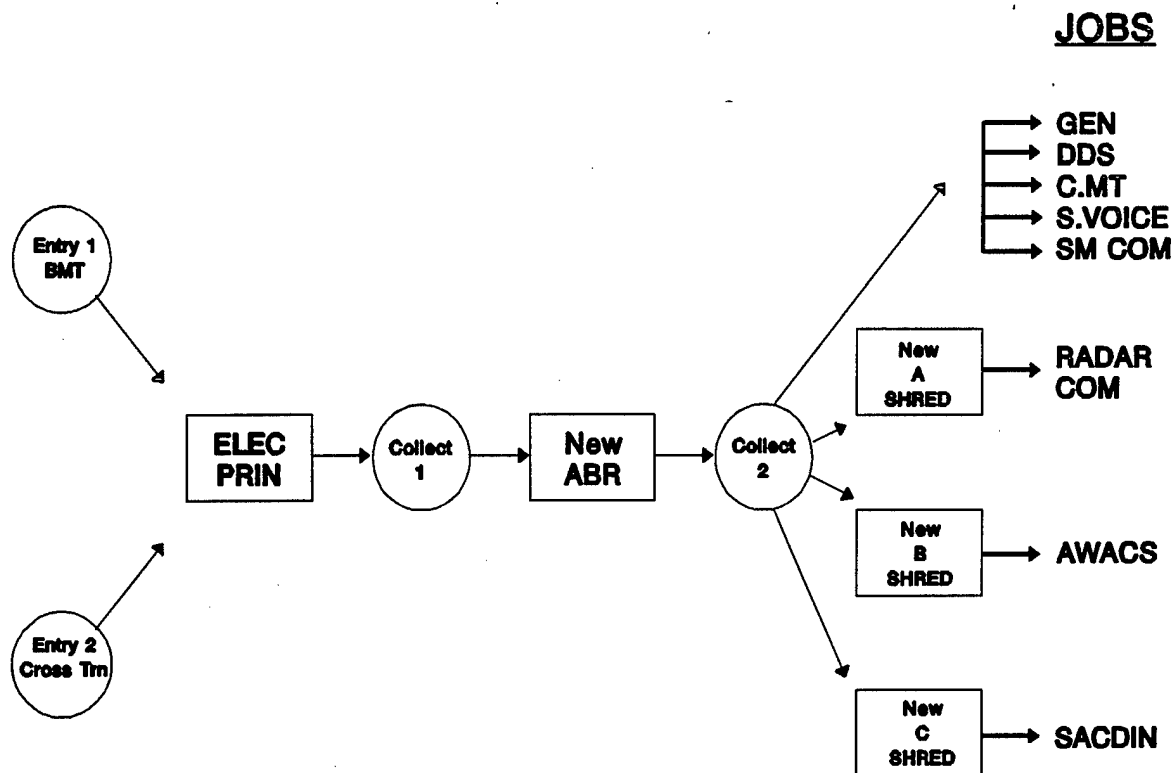 JOBS
GEN
DDS
C.MT
S.VOICE
SM COM
Entry 1
BMT
New
A
SHRED
RADAR
COM
ELEC
PRIN
Collect
1
New
ABR
Collect
2
New
B
SHRED
AWACS
Entry 2
Cross Trn
New
C
SHRED
SACDIN